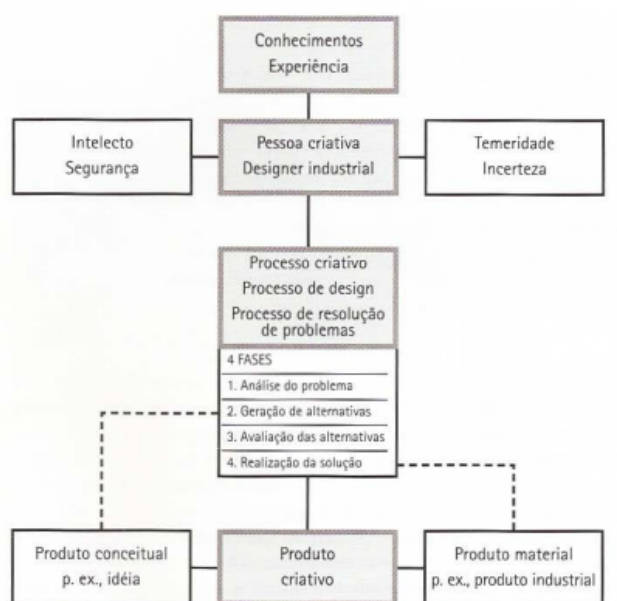 Conhecimentos
Experiência
Intelecto
Segurança
Pessoa criativa
Designer industrial
Temeridade
Incerteza
Processo criativo
Processo de design
Processo de resolução
de problemas
4 FASES
1. Análise do problema
2. Geração de alternativas
3. Avaliação das alternativas
4. Realização da solução
Produto conceitual
p. ex., idéia
Produto
criativo
Produto material
p. ex., produto industrial